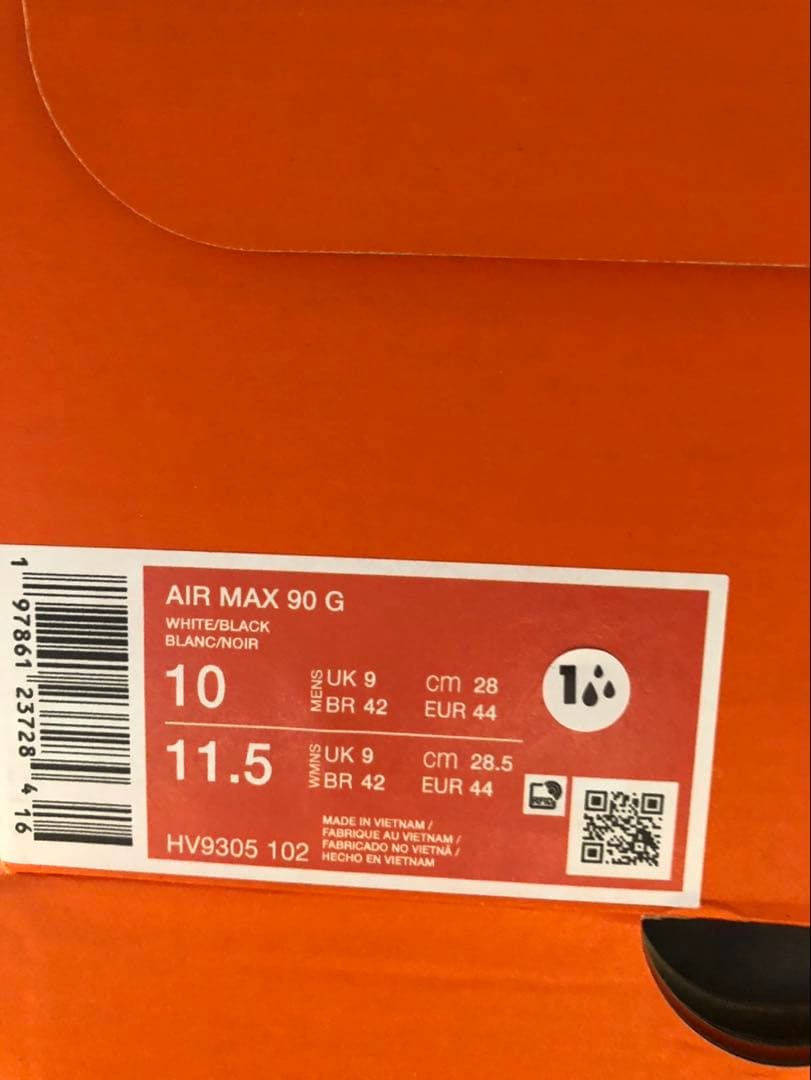 AIR MAX 90 G
WHITE/BLACK
BLANC/NOIR
10 MENS UK 9 cm 28
BR 42 EUR 44
11.5 WMNS UK 9 cm 28.5
BR 42 EUR 44
HV9305 102
MADE IN VIETNAM /
FABRIQUE AU VIETNAM /
FABRICADO NO VIETNÃ /
HECHO EN VIETNAM
1
1 97861 23728 4 16